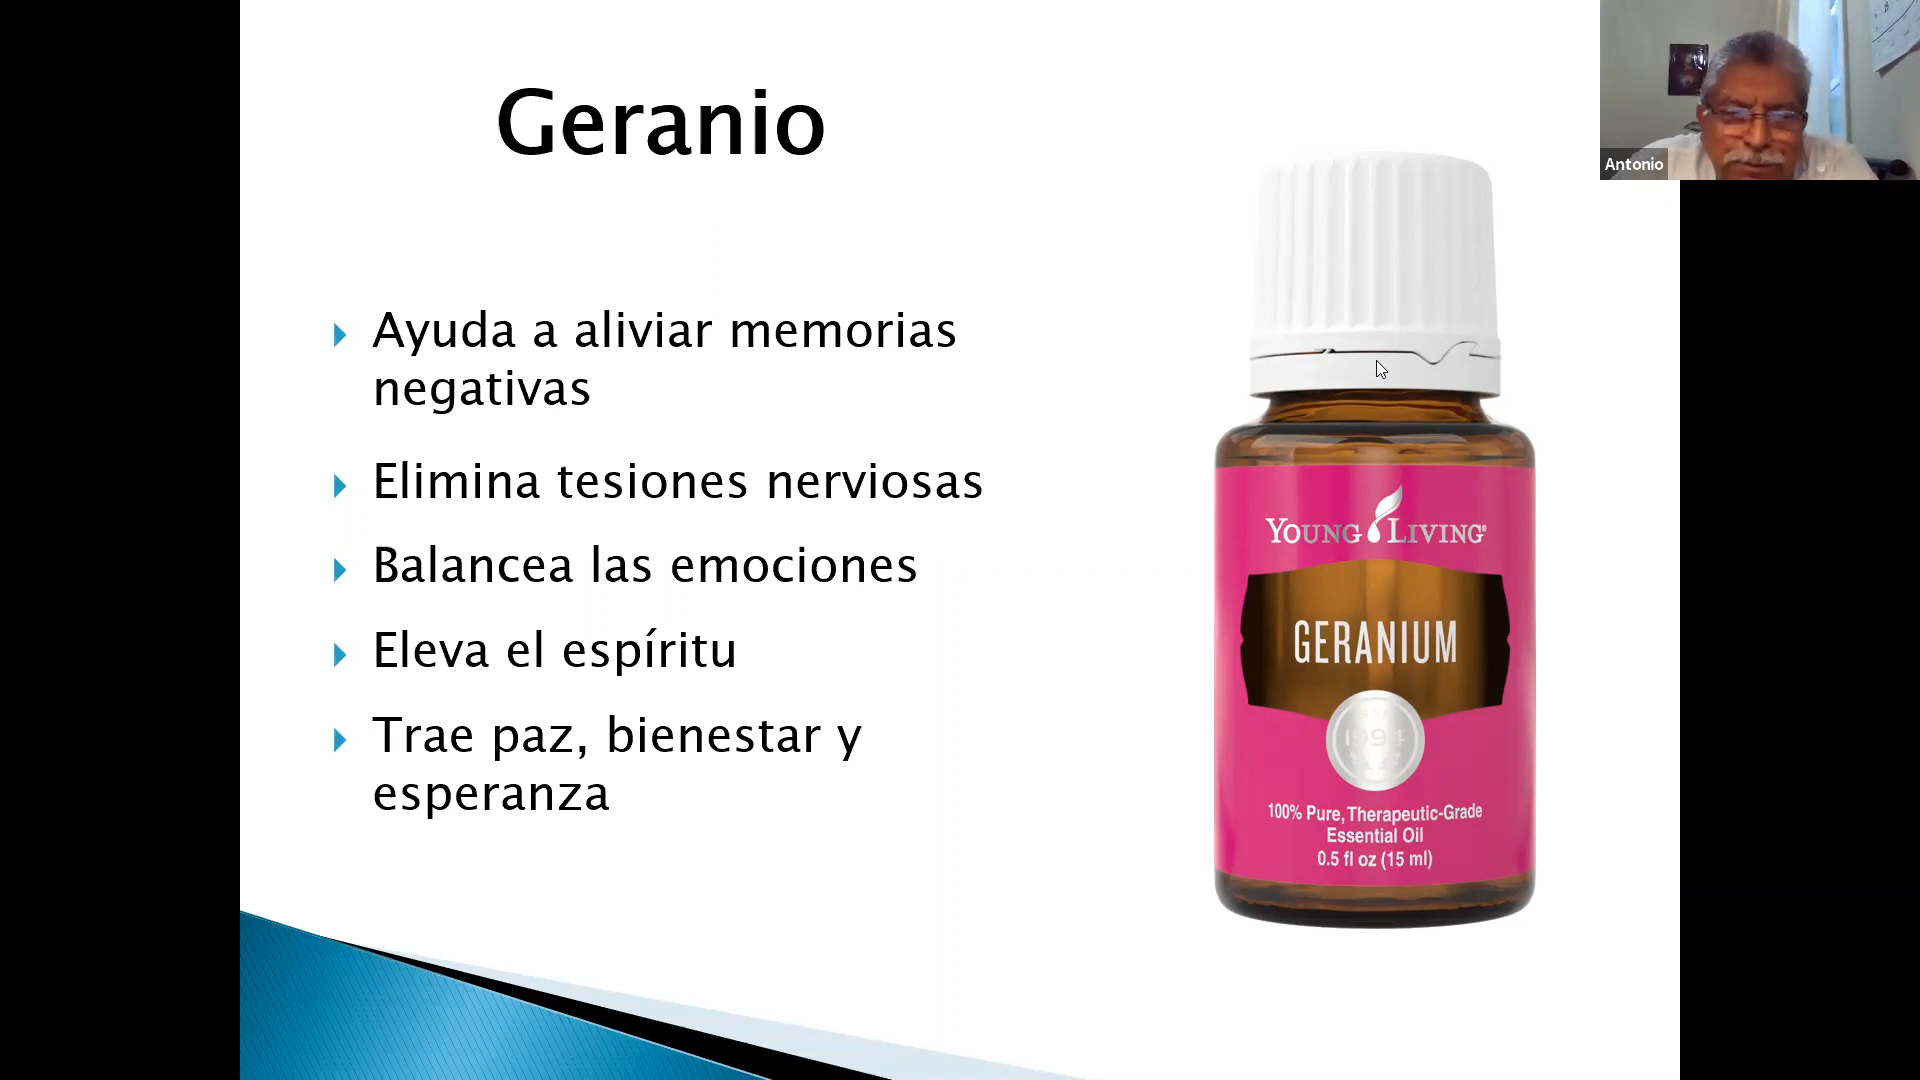 Geranio
Ayuda a aliviar memorias
negativas
Elimina tesiones nerviosas
Balancea las emociones
Eleva el espíritu
Trae paz, bienestar y
esperanza
YOUNG LIVING®
GERANIUM
1994
100% Pure, Therapeutic-Grade
Essential Oil
0.5 fl oz (15 ml)
Antonio